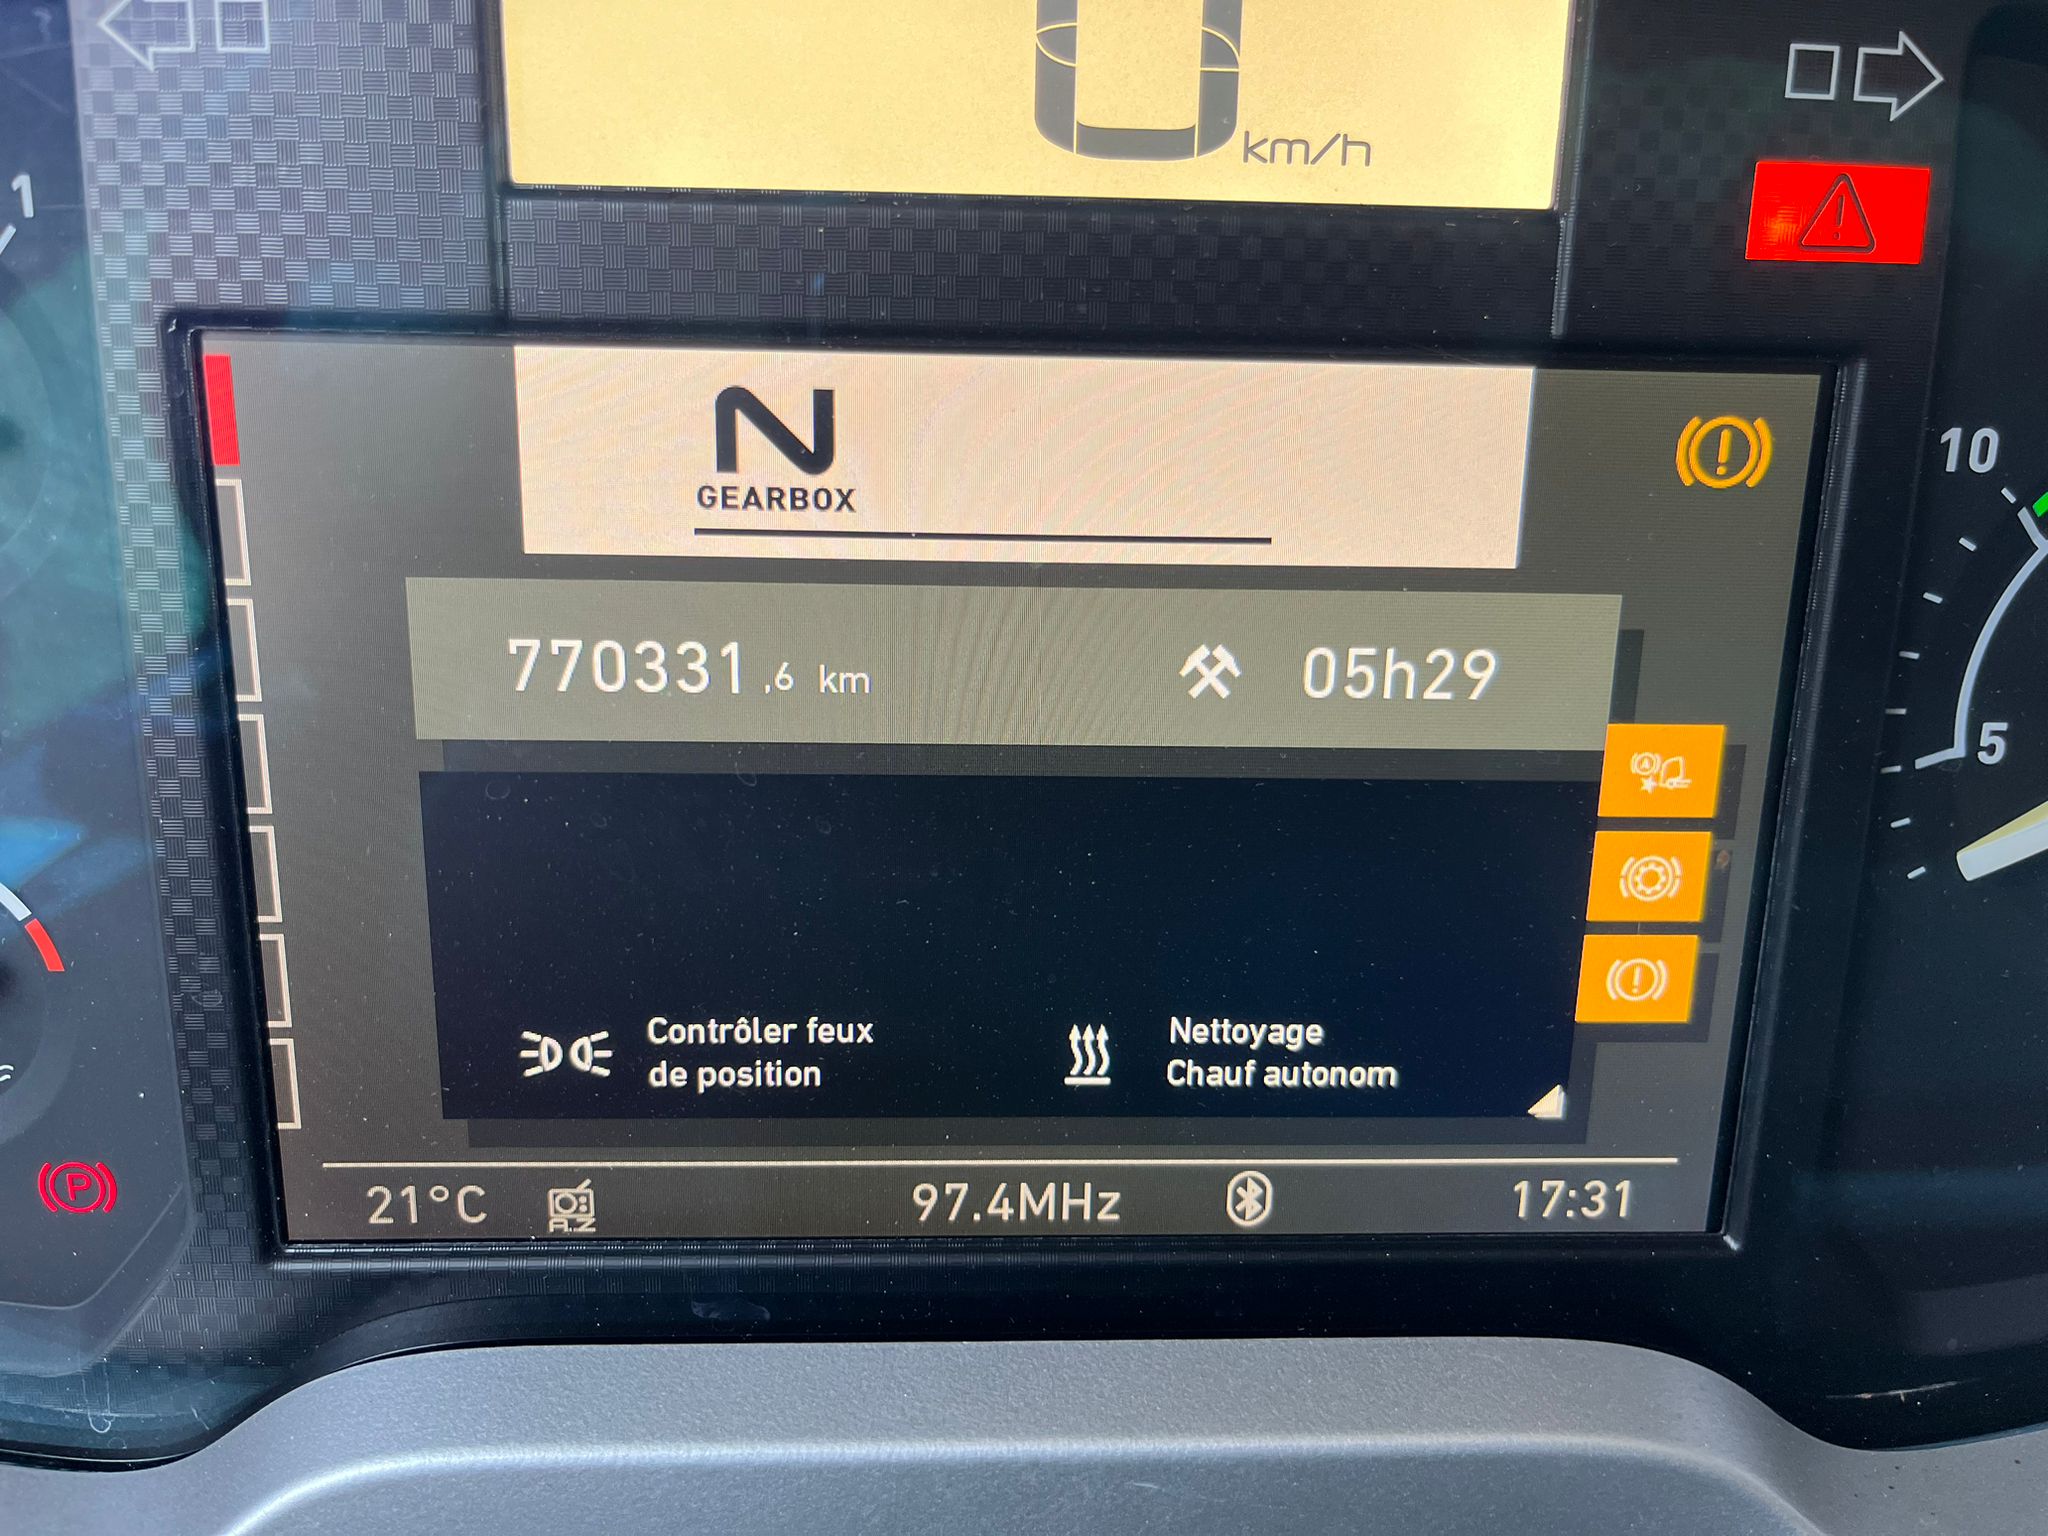 1
0 km/h
N
GEARBOX
10
770331,6 km
05h29
5
Contrôler feux
de position
Nettoyage
Chauf autonom
P
21°C
A.Z
97.4MHz
17:31